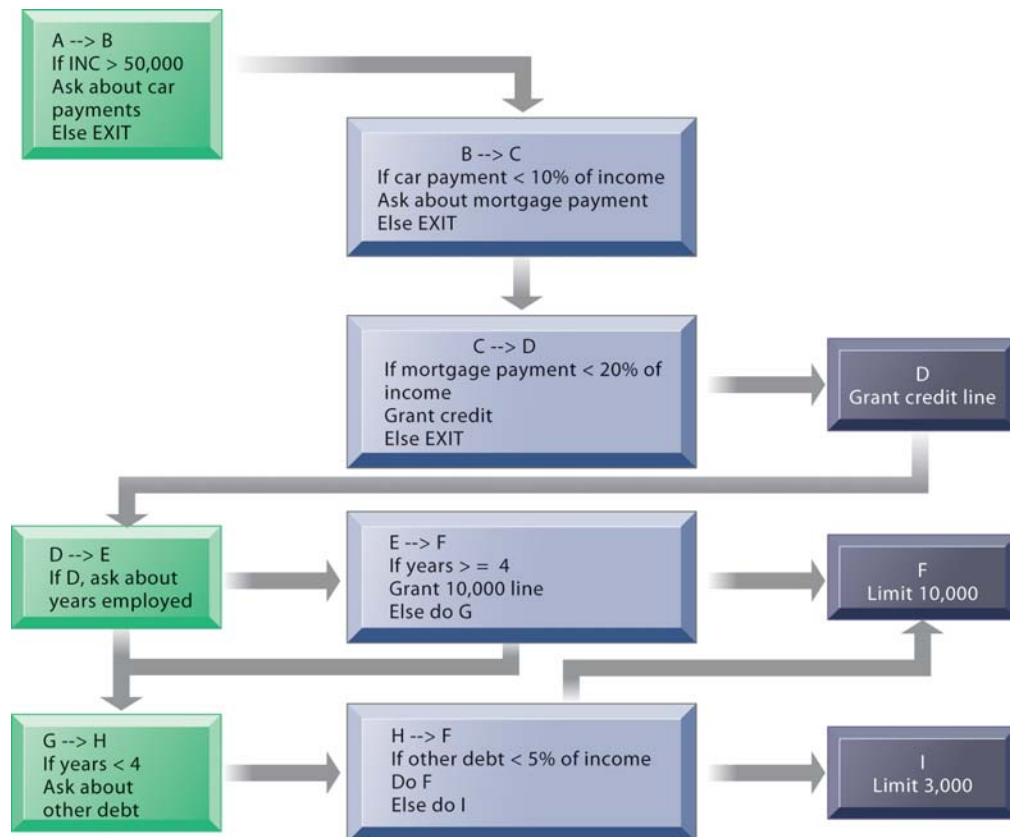 A --> B
If INC > 50,000
Ask about car
payments
Else EXIT
B --> C
If car payment < 10% of income
Ask about mortgage payment
Else EXIT
C --> D
If mortgage payment < 20% of
income
Grant credit
Else EXIT
D
Grant credit line
D --> E
If D, ask about
years employed
E --> F
If years > = 4
Grant 10,000 line
Else do G
F
Limit 10,000
G --> H
If years < 4
Ask about
other debt
H --> F
If other debt < 5% of income
Do F
Else do I
I
Limit 3,000